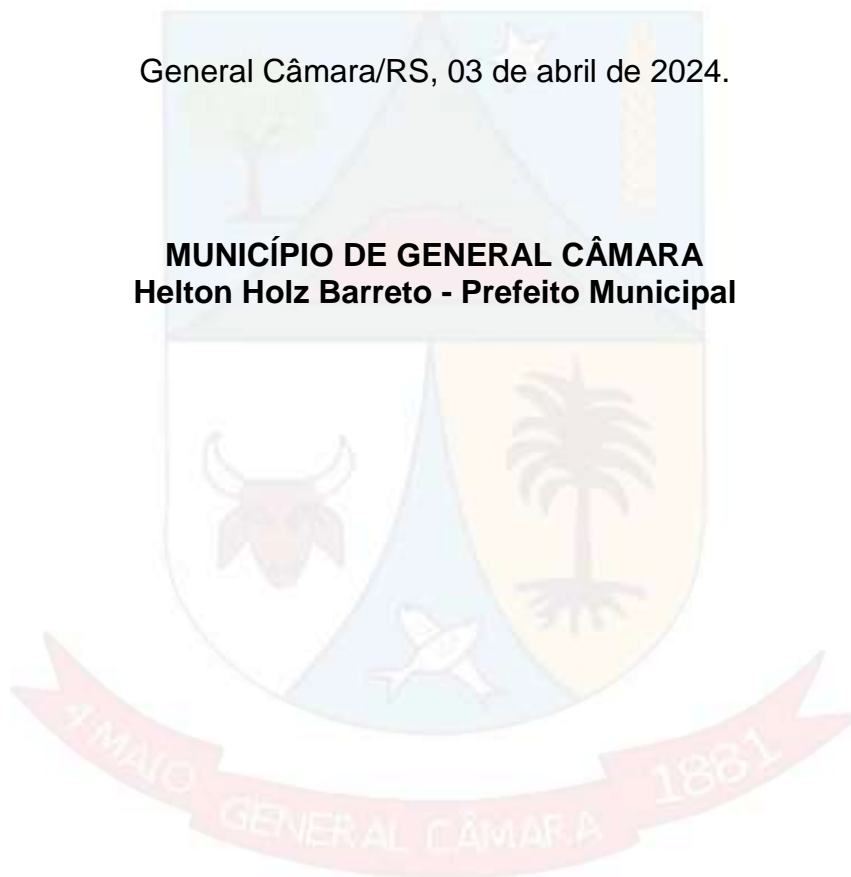 General Câmara/RS, 03 de abril de 2024.
MUNICÍPIO DE GENERAL CÂMARA
Helton Holz Barreto - Prefeito Municipal
4 MAIO
GENERAL CÂMARA
1881